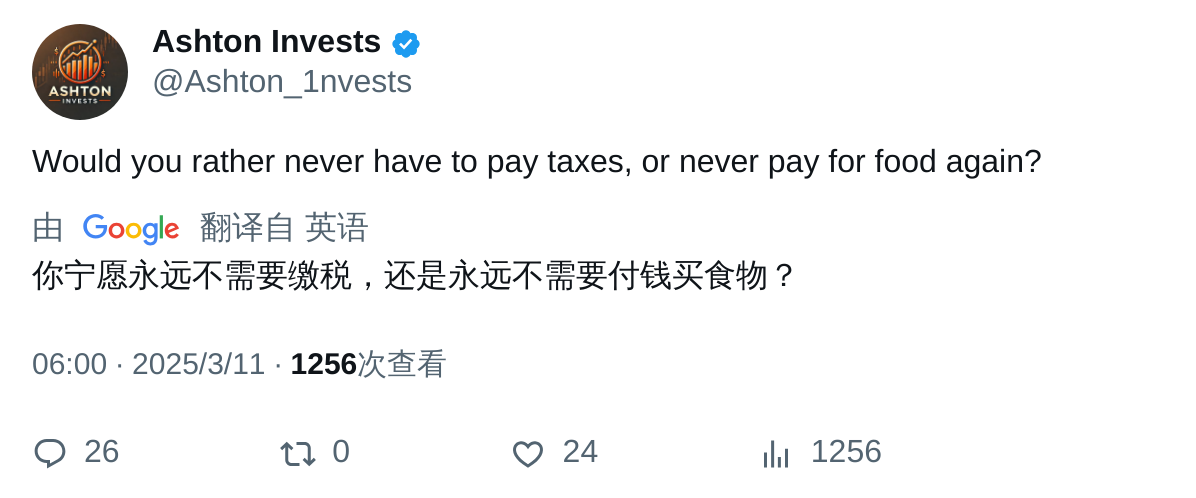 Ashton Invests
@Ashton_1nvests
ASHTON
INVESTS
Would you rather never have to pay taxes, or never pay for food again?
由 Google 翻译自 英语
你宁愿永远不需要缴税，还是永远不需要付钱买食物？
06:00 · 2025/3/11 · 1256次查看
26 0 24 1256